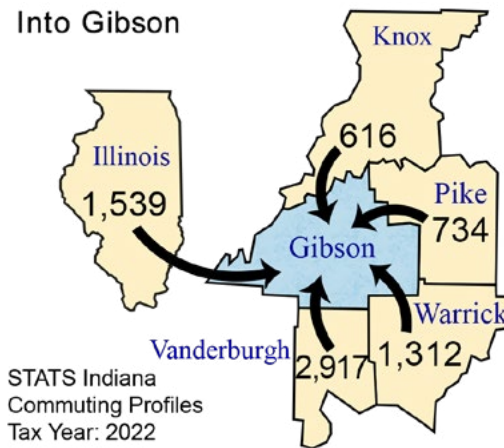 Into Gibson
Knox
616
Illinois
1,539
Pike
734
Gibson
Warrick
1,312
Vanderburgh
2,917
STATS Indiana
Commuting Profiles
Tax Year: 2022